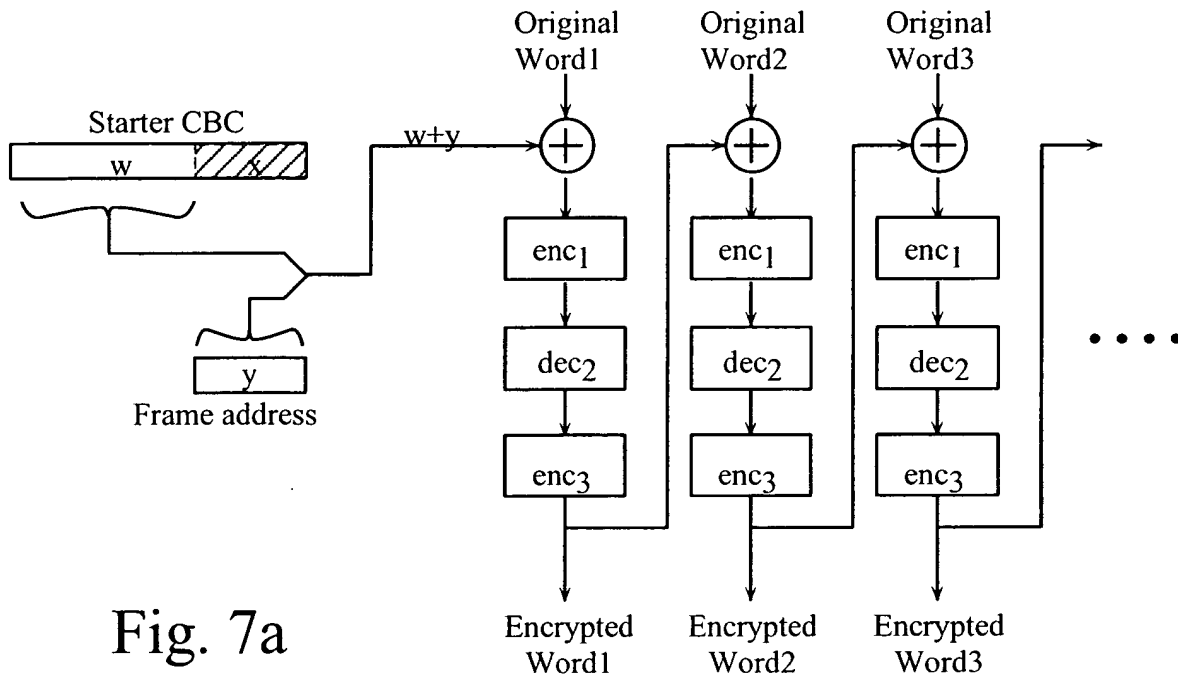 Original Word1
Original Word2
Original Word3
Starter CBC
w
x
w+y
y
Frame address
enc1
enc1
enc1
dec2
dec2
dec2
enc3
enc3
enc3
Encrypted Word1
Encrypted Word2
Encrypted Word3
Fig. 7a